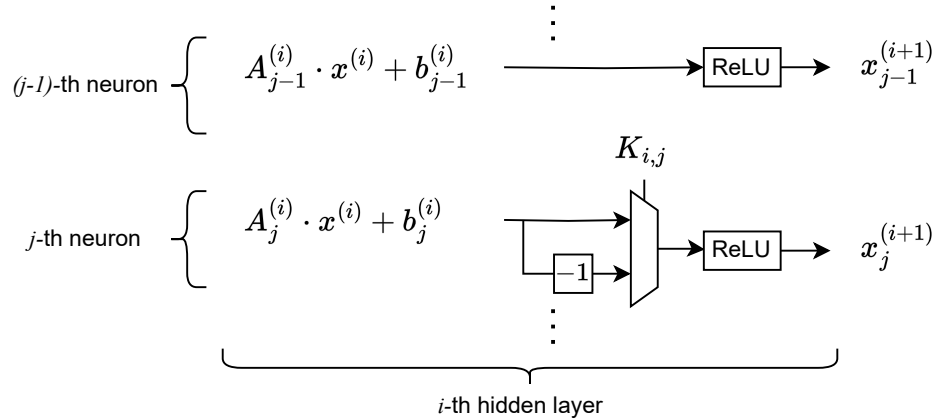 (j-1)-th neuron
A_{j-1}^{(i)} · x^{(i)} + b_{j-1}^{(i)}
ReLU
x_{j-1}^{(i+1)}
K_{i,j}
j-th neuron
A_j^{(i)} · x^{(i)} + b_j^{(i)}
−1
ReLU
x_j^{(i+1)}
i-th hidden layer